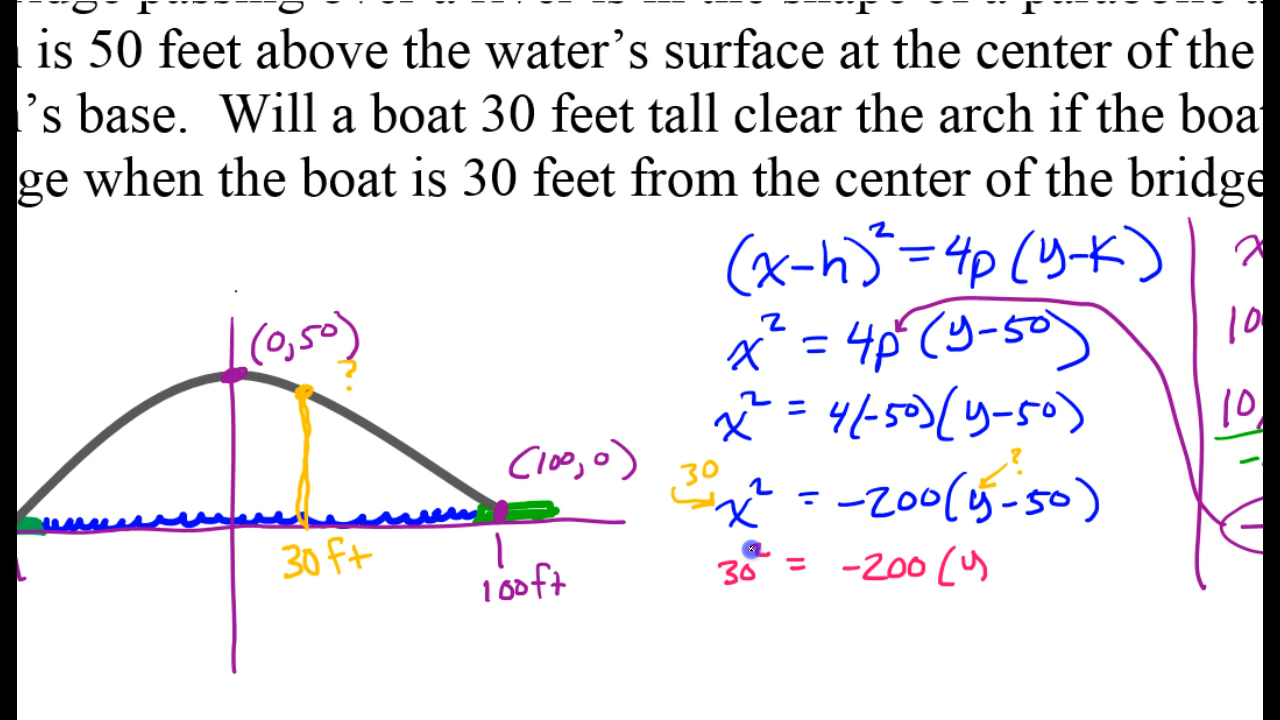 is 50 feet above the water's surface at the center of the
's base. Will a boat 30 feet tall clear the arch if the boa
ge when the boat is 30 feet from the center of the bridge
(x-h)² = 4p(y-k)
(0,50)
?
x² = 4p(y-50)
10
x² = 4(-50)(y-50)
10,
(100,0)
30
?
x² = -200(y-50)
30ft
30² = -200(y
100ft